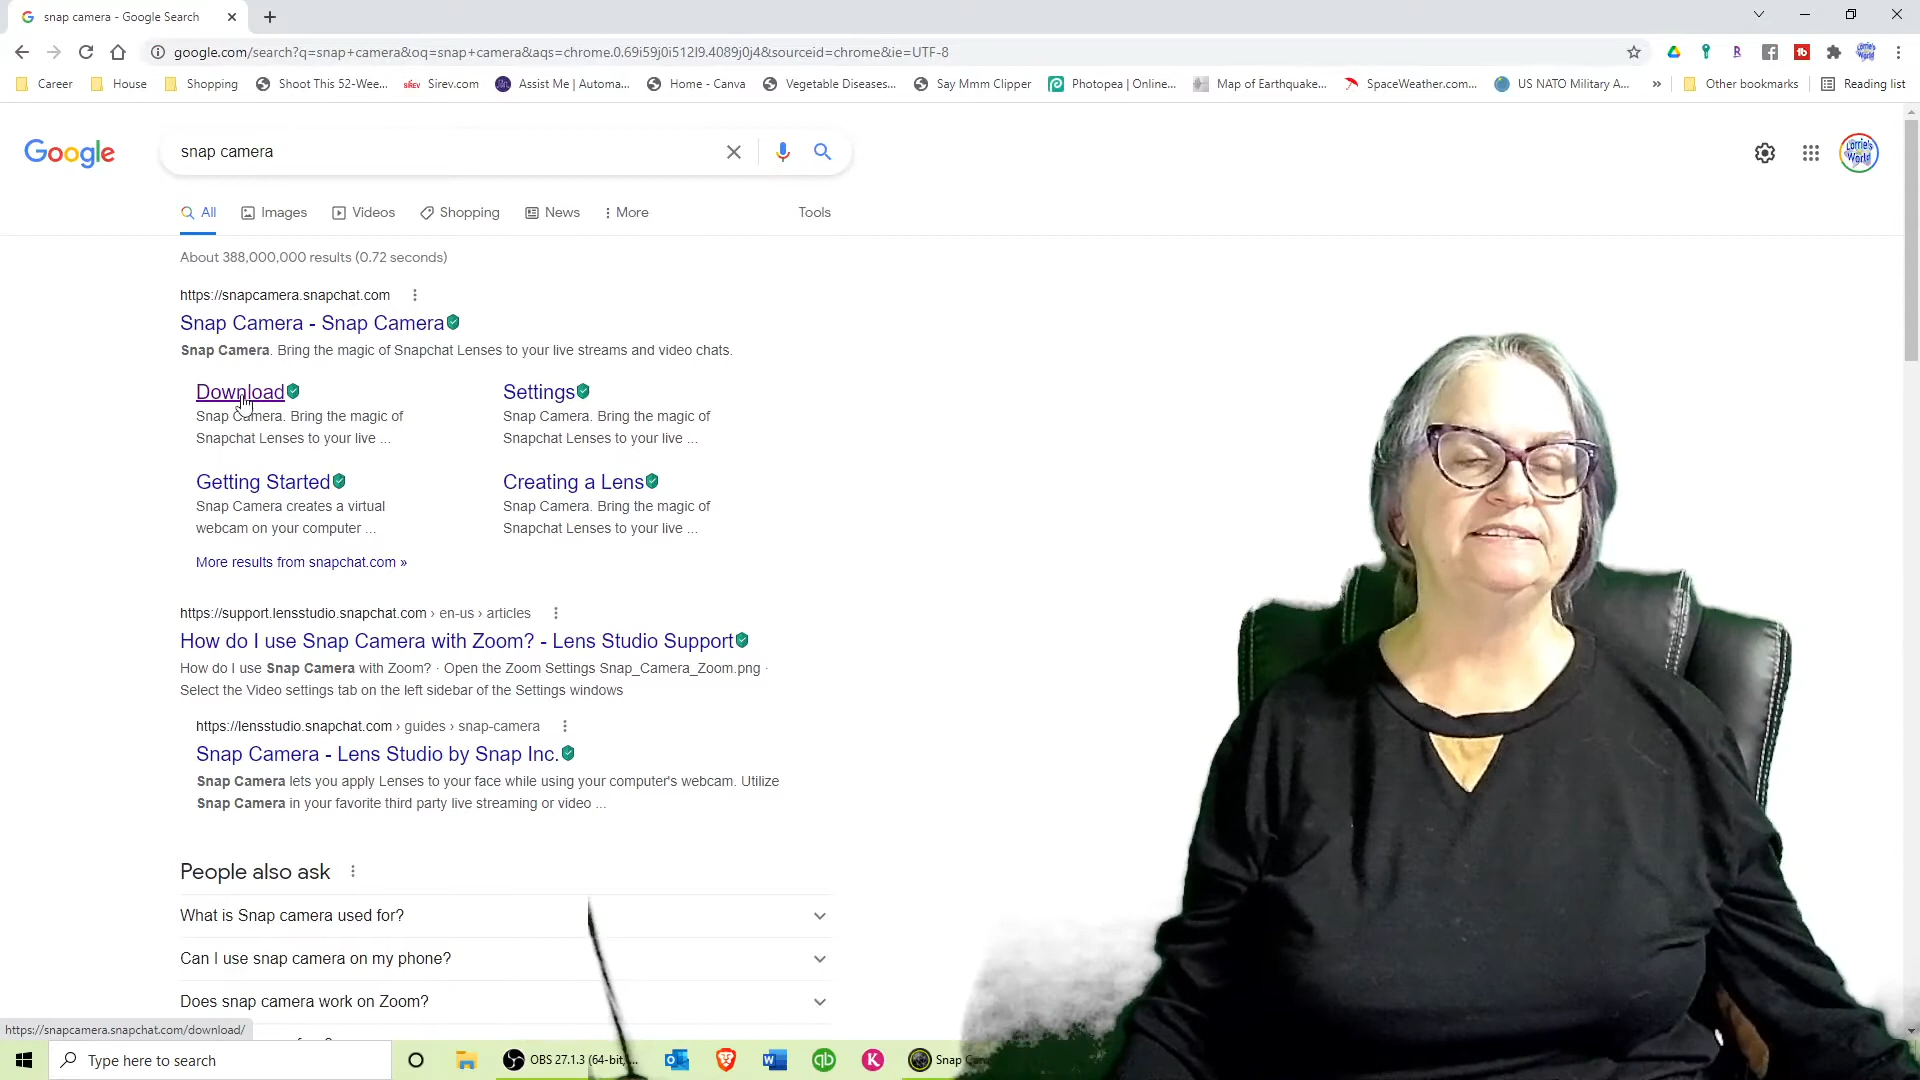 snap camera - Google Search
google.com/search?q=snap+camera&oq=snap+camera&aqs=chrome.0.69i59j0i512l9.4089j0j4&sourceid=chrome&ie=UTF-8
Career House Shopping Shoot This 52-Wee... Sirev.com Assist Me | Automa... Home - Canva Vegetable Diseases... Say Mmm Clipper Photopea | Online... Map of Earthquake... SpaceWeather.com... US NATO Military A... » Other bookmarks Reading list
Google
snap camera
Lorrie's World
All Images Videos Shopping News More Tools
About 388,000,000 results (0.72 seconds)
https://snapcamera.snapchat.com
Snap Camera - Snap Camera
Snap Camera. Bring the magic of Snapchat Lenses to your live streams and video chats.
Download Settings
Snap Camera. Bring the magic of Snap Camera. Bring the magic of
Snapchat Lenses to your live ... Snapchat Lenses to your live ...
Getting Started Creating a Lens
Snap Camera creates a virtual Snap Camera. Bring the magic of
webcam on your computer ... Snapchat Lenses to your live ...
More results from snapchat.com »
https://support.lensstudio.snapchat.com › en-us › articles
How do I use Snap Camera with Zoom? - Lens Studio Support
How do I use Snap Camera with Zoom? · Open the Zoom Settings Snap_Camera_Zoom.png ·
Select the Video settings tab on the left sidebar of the Settings windows
https://lensstudio.snapchat.com › guides › snap-camera
Snap Camera - Lens Studio by Snap Inc.
Snap Camera lets you apply Lenses to your face while using your computer's webcam. Utilize
Snap Camera in your favorite third party live streaming or video ...
People also ask
What is Snap camera used for?
Can I use snap camera on my phone?
Does snap camera work on Zoom?
https://snapcamera.snapchat.com/download/
Type here to search OBS 27.1.3 (64-bit, ... Snap